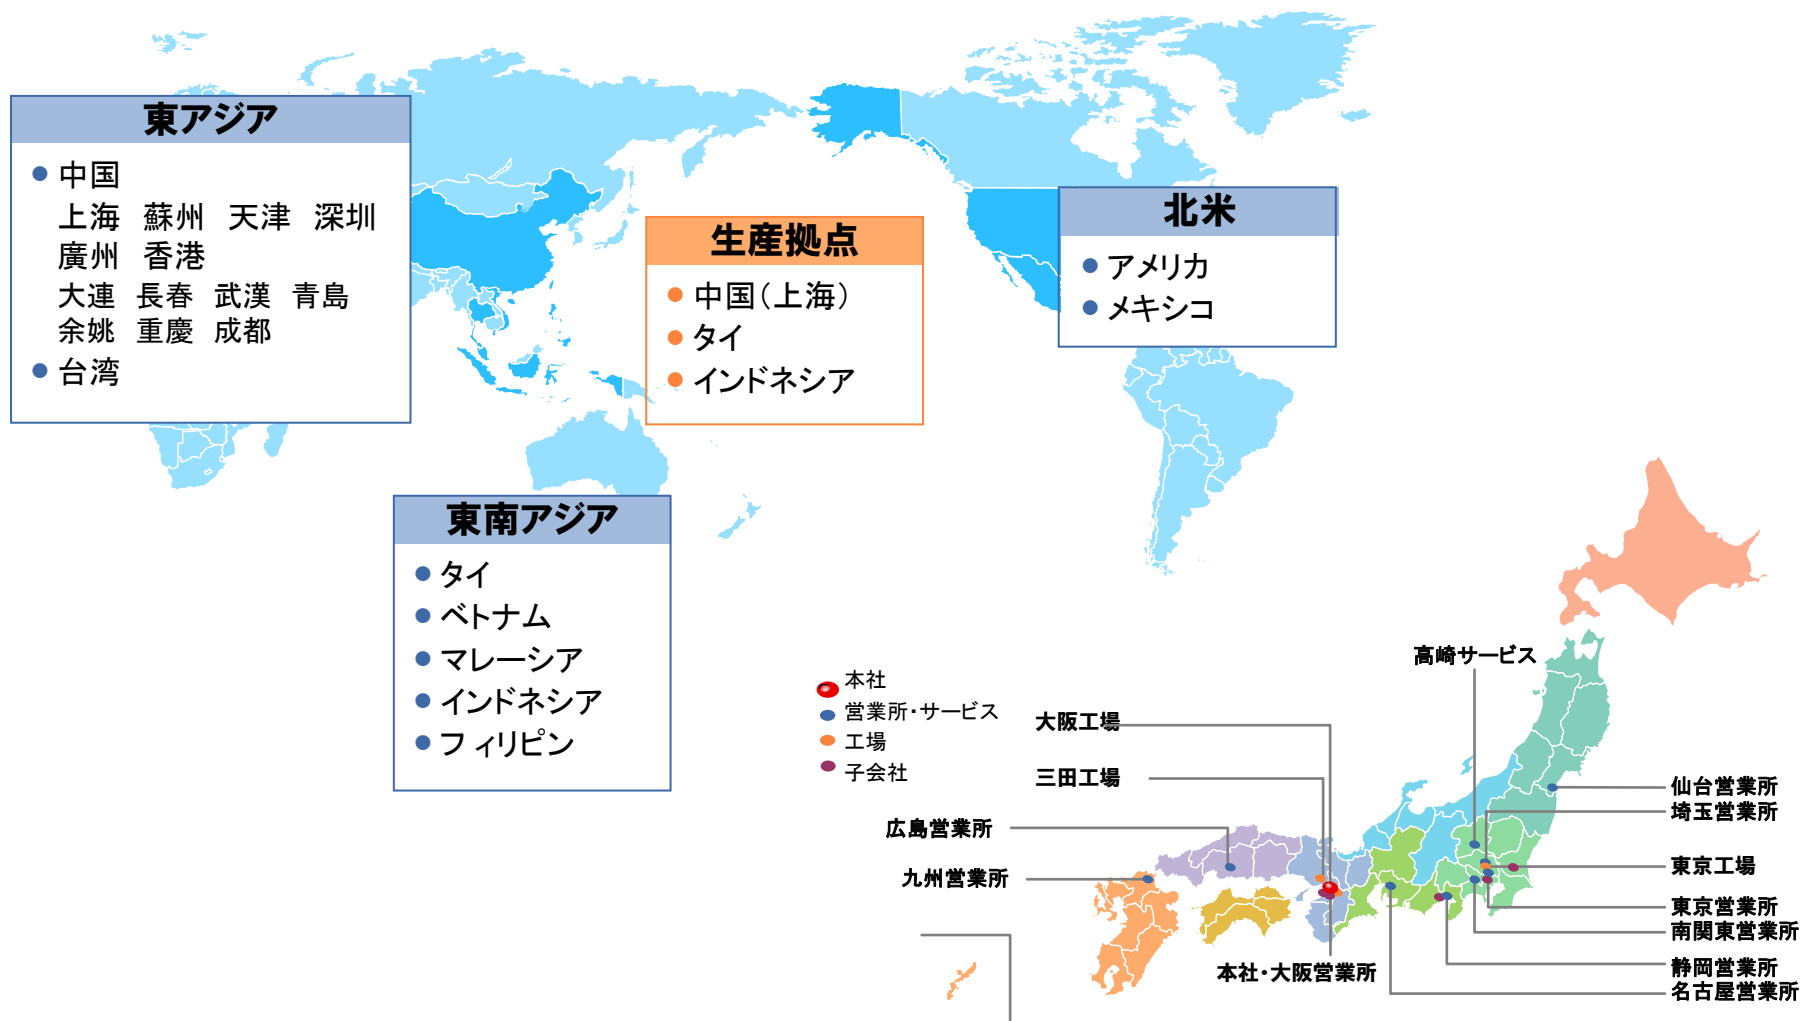 東アジア
中国
上海　蘇州　天津　深圳
廣州　香港
大連　長春　武漢　青島
余姚　重慶　成都
台湾
生産拠点
中国（上海）
タイ
インドネシア
北米
アメリカ
メキシコ
東南アジア
タイ
ベトナム
マレーシア
インドネシア
フィリピン
本社
営業所・サービス
工場
子会社
大阪工場
三田工場
広島営業所
九州営業所
本社・大阪営業所
高崎サービス
仙台営業所
埼玉営業所
東京工場
東京営業所
南関東営業所
静岡営業所
名古屋営業所